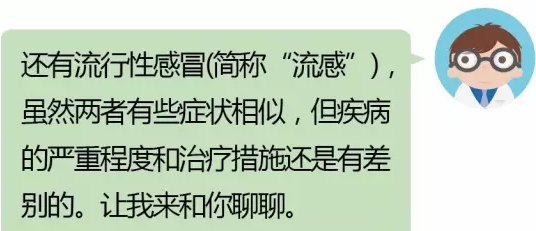 还有流行性感冒(简称“流感”)，
虽然两者有些症状相似，但疾病
的严重程度和治疗措施还是有差
别的。让我来和你聊聊。